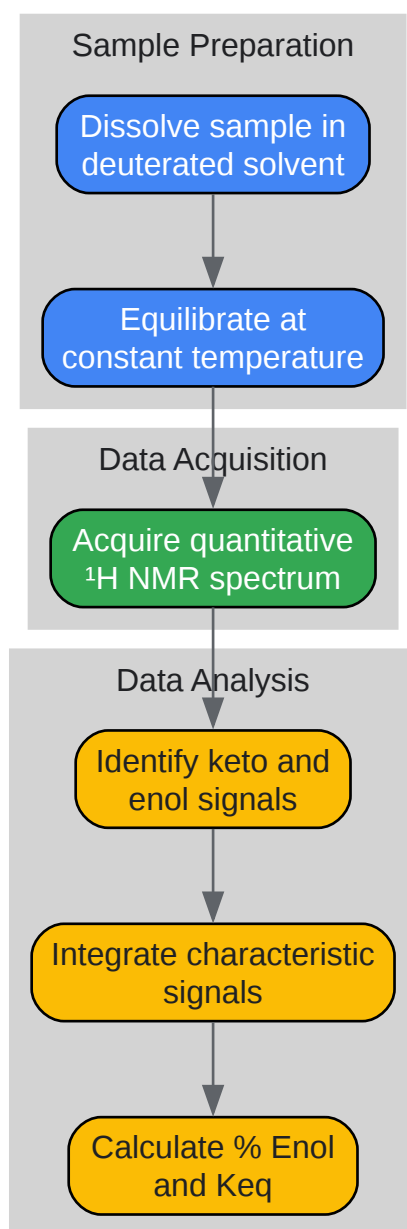 Sample Preparation
Dissolve sample in
deuterated solvent
Equilibrate at
constant temperature
Data Acquisition
Acquire quantitative
¹H NMR spectrum
Data Analysis
Identify keto and
enol signals
Integrate characteristic
signals
Calculate % Enol
and Keq